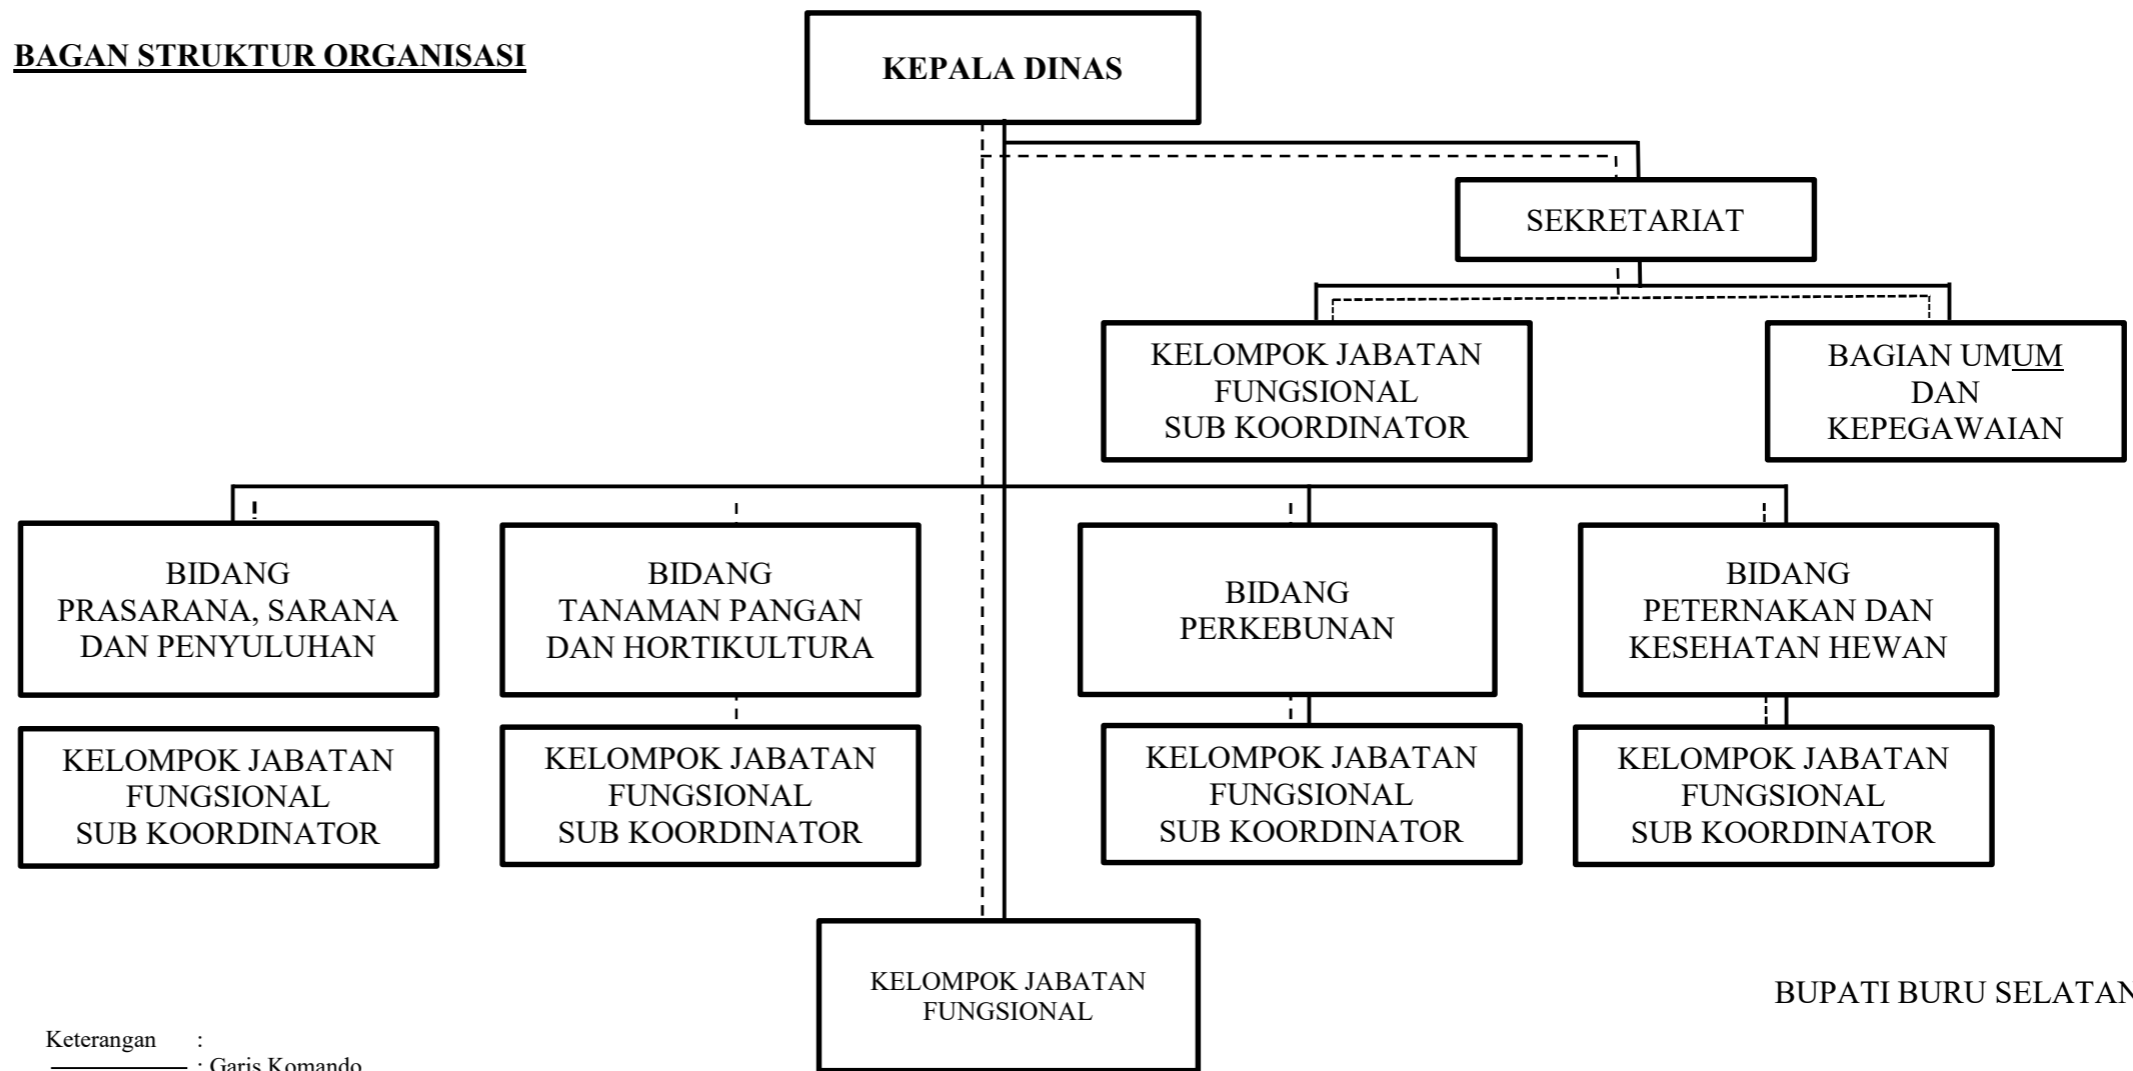 BAGAN STRUKTUR ORGANISASI
KEPALA DINAS
SEKRETARIAT
KELOMPOK JABATAN
FUNGSIONAL
SUB KOORDINATOR
BAGIAN UMUM
DAN
KEPEGAWAIAN
BIDANG
PRASARANA, SARANA
DAN PENYULUHAN
BIDANG
TANAMAN PANGAN
DAN HORTIKULTURA
BIDANG
PERKEBUNAN
BIDANG
PETERNAKAN DAN
KESEHATAN HEWAN
KELOMPOK JABATAN
FUNGSIONAL
SUB KOORDINATOR
KELOMPOK JABATAN
FUNGSIONAL
SUB KOORDINATOR
KELOMPOK JABATAN
FUNGSIONAL
SUB KOORDINATOR
KELOMPOK JABATAN
FUNGSIONAL
SUB KOORDINATOR
KELOMPOK JABATAN
FUNGSIONAL
BUPATI BURU SELATAN
Keterangan :
: Garis Komando